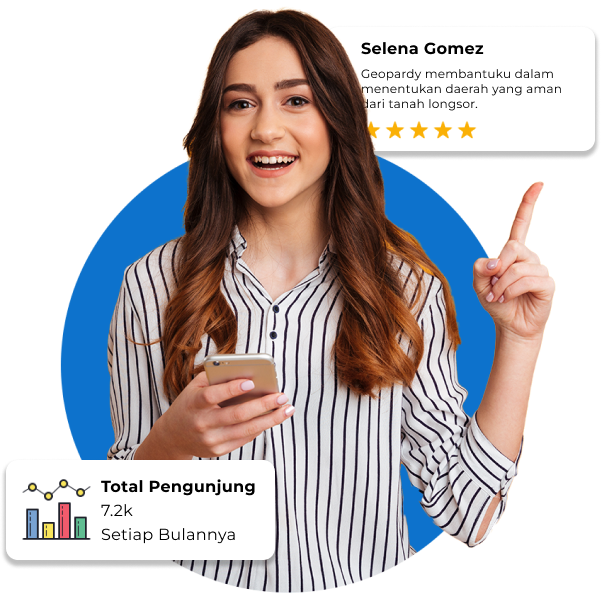 Selena Gomez
Geopardy membantuku dalam
menentukan daerah yang aman
dari tanah longsor.
Total Pengunjung
7.2k
Setiap Bulannya